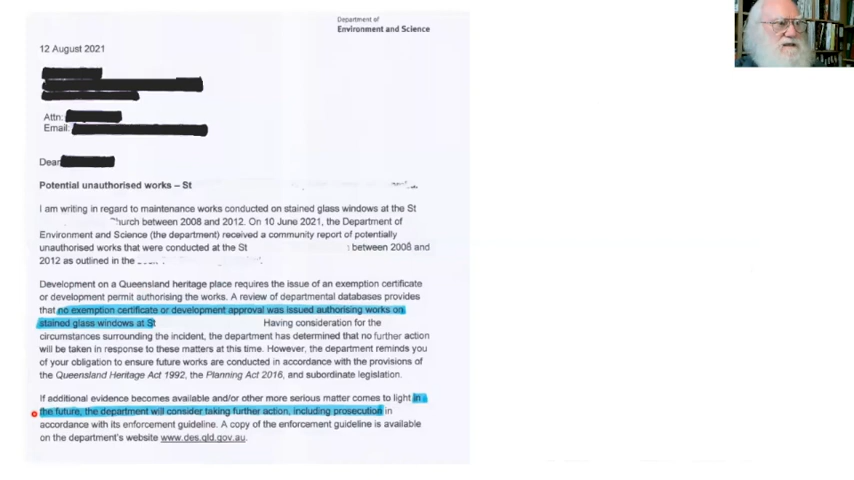 Department of
Environment and Science
12 August 2021
Attn:
Email:
Dear
Potential unauthorised works – St
I am writing in regard to maintenance works conducted on stained glass windows at the St
between 2008 and 2012. On 10 June 2021, the Department of
Environment and Science (the department) received a community report of potentially
unauthorised works that were conducted at the St : between 2008 and
2012 as outlined in the
Development on a Queensland heritage place requires the issue of an exemption certificate
or development permit authorising the works. A review of departmental databases provides
that no exemption certificate or development approval was issued authorising works on
stained glass windows at St Having consideration for the
circumstances surrounding the incident, the department has determined that no further action
will be taken in response to these matters at this time. However, the department reminds you
of your obligation to ensure future works are conducted in accordance with the provisions of
the Queensland Heritage Act 1992, the Planning Act 2016, and subordinate legislation.
If additional evidence becomes available and/or other more serious matter comes to light in
the future, the department will consider taking further action, including prosecution in
accordance with its enforcement guideline. A copy of the enforcement guideline is available
on the department's website www.des.qld.gov.au.